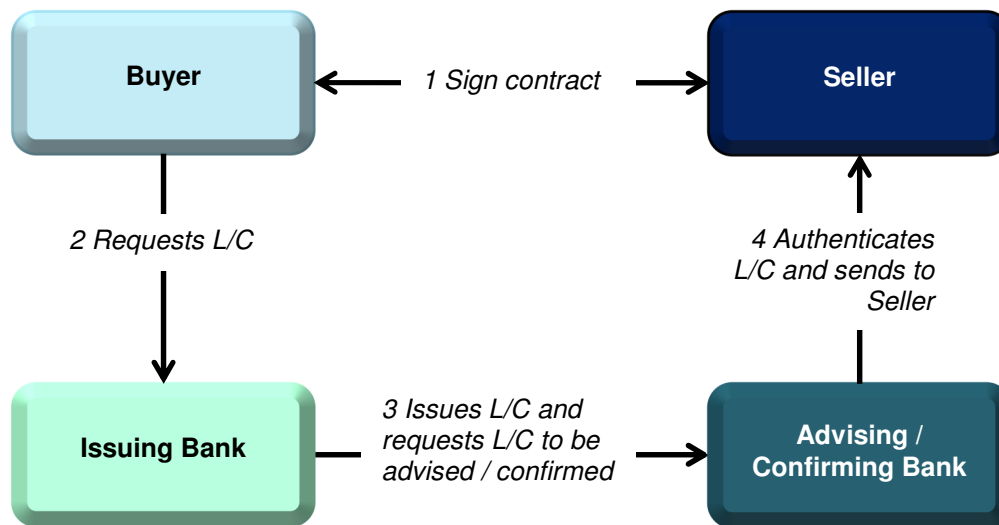 Buyer
1 Sign contract
Seller
2 Requests L/C
4 Authenticates
L/C and sends to
Seller
Issuing Bank
3 Issues L/C and
requests L/C to be
advised / confirmed
Advising /
Confirming Bank